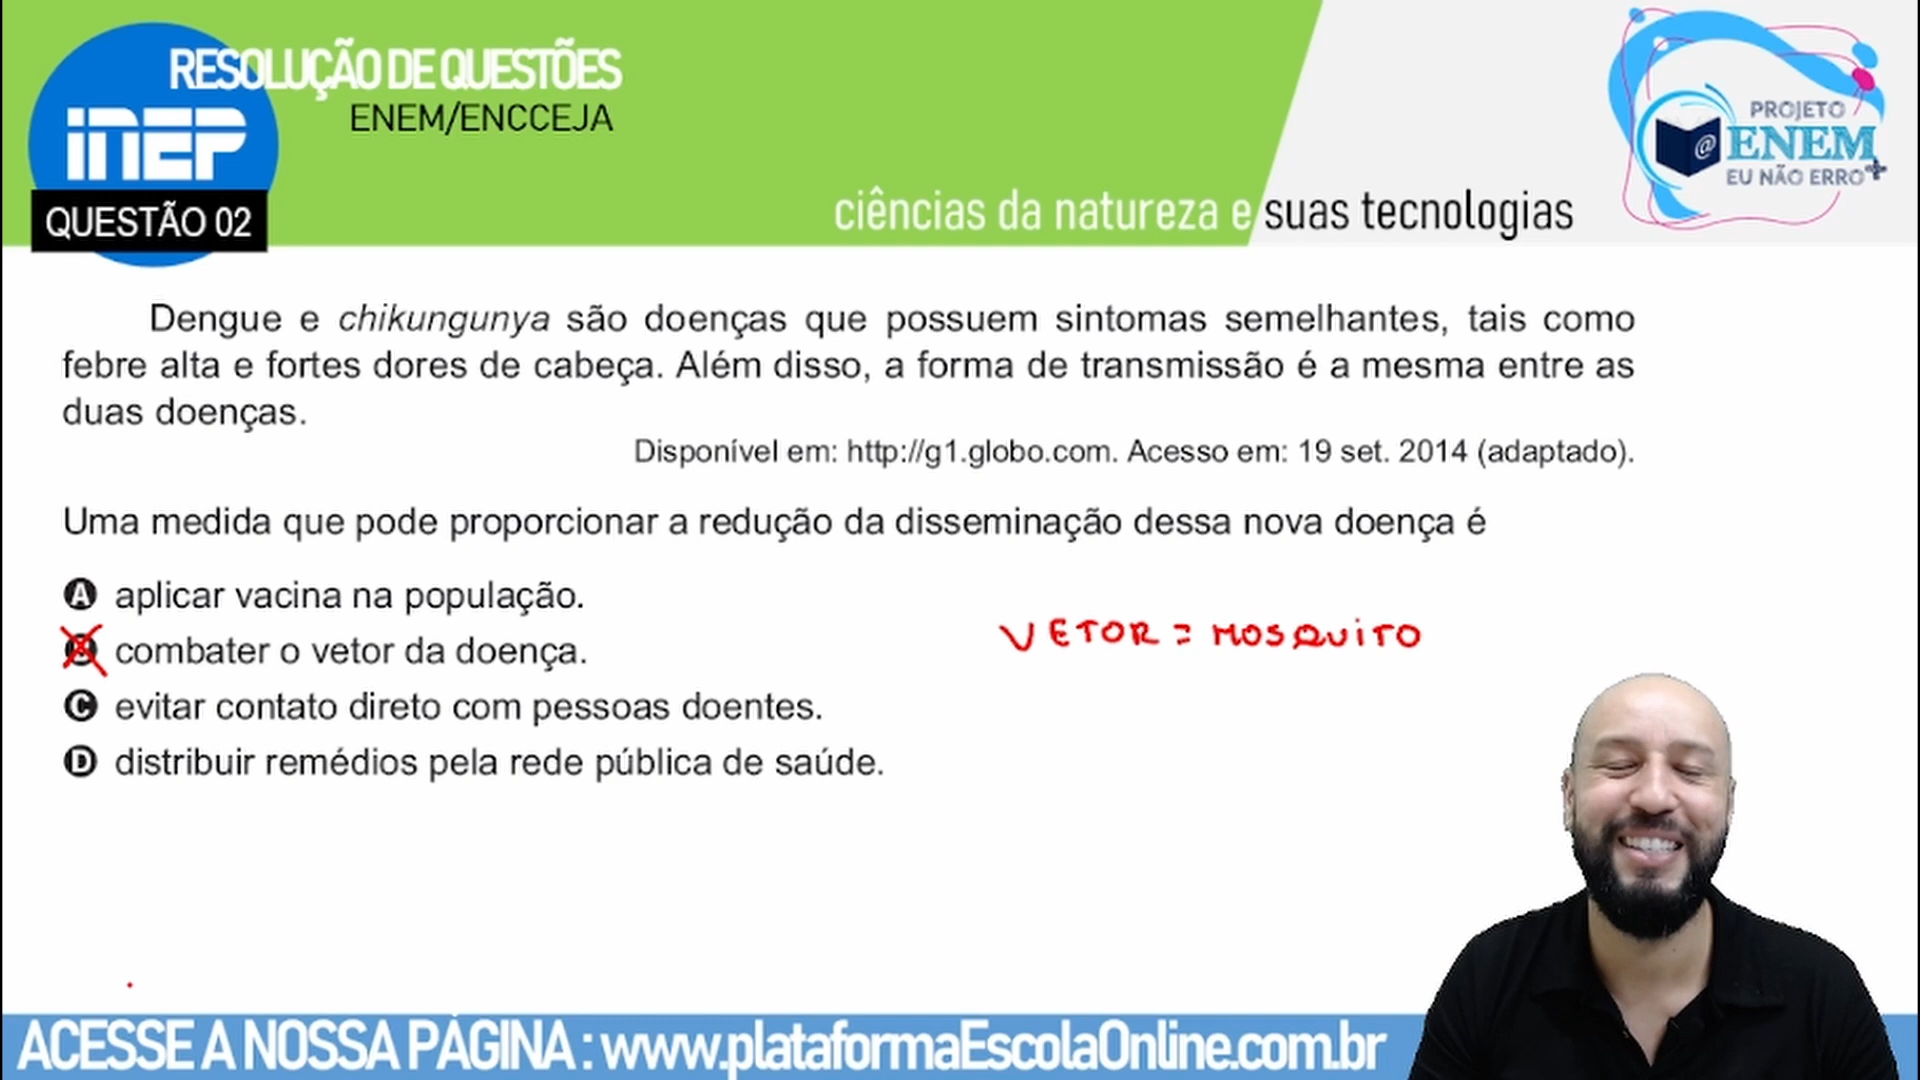 RESOLUÇÃO DE QUESTÕES
ENEM/ENCCEJA
inEP
QUESTÃO 02
ciências da natureza e suas tecnologias
PROJETO
@ ENEM+
EU NÃO ERRO
Dengue e chikungunya são doenças que possuem sintomas semelhantes, tais como
febre alta e fortes dores de cabeça. Além disso, a forma de transmissão é a mesma entre as
duas doenças.
Disponível em: http://g1.globo.com. Acesso em: 19 set. 2014 (adaptado).
Uma medida que pode proporcionar a redução da disseminação dessa nova doença é
A aplicar vacina na população.
B combater o vetor da doença.
VETOR = MOSQUITO
C evitar contato direto com pessoas doentes.
D distribuir remédios pela rede pública de saúde.
ACESSE A NOSSA PÁGINA : www.plataformaEscolaOnline.com.br